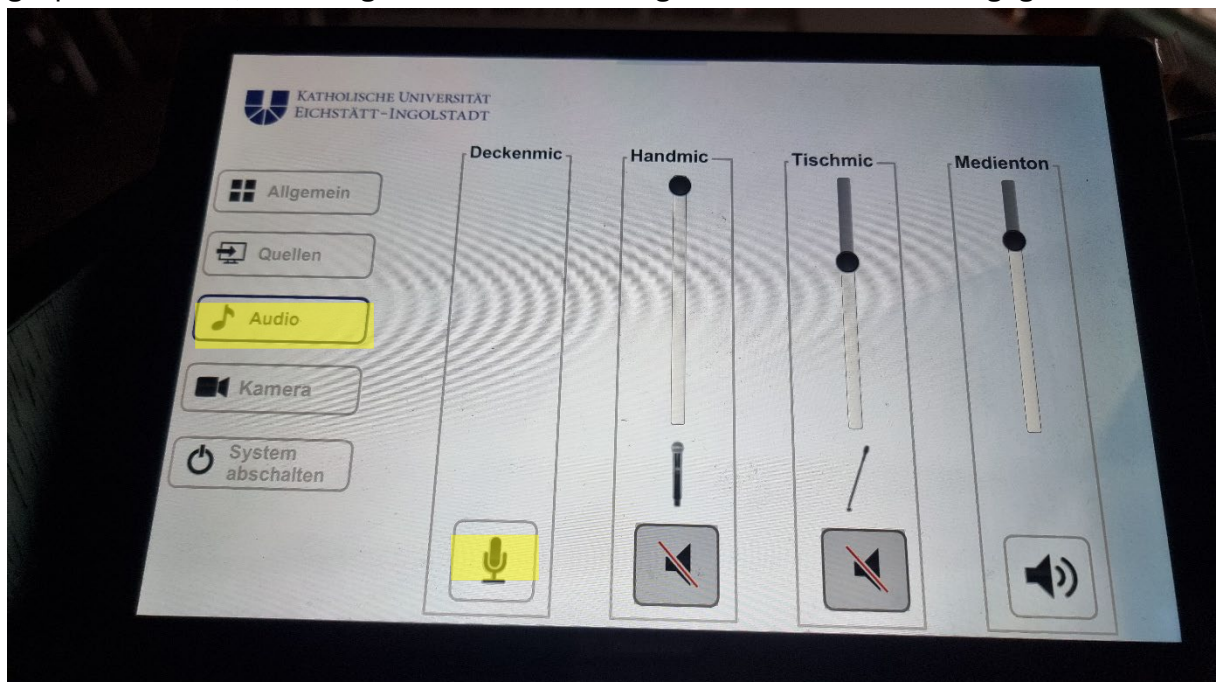 KATHOLISCHE UNIVERSITÄT
EICHSTÄTT-INGOLSTADT
Deckenmic
Handmic
Tischmic
Medienton
Allgemein
Quellen
Audio
Kamera
System
abschalten